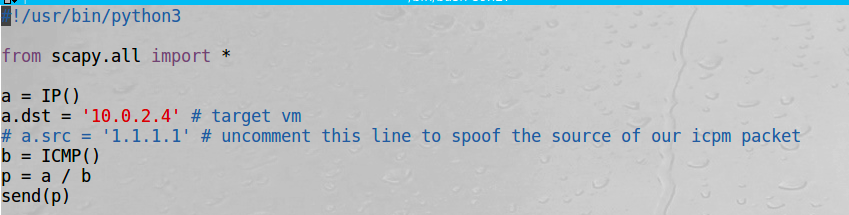 #!/usr/bin/python3
from scapy.all import *
a = IP()
a.dst = '10.0.2.4' # target vm
# a.src = '1.1.1.1' # uncomment this line to spoof the source of our icpm packet
b = ICMP()
p = a / b
send(p)